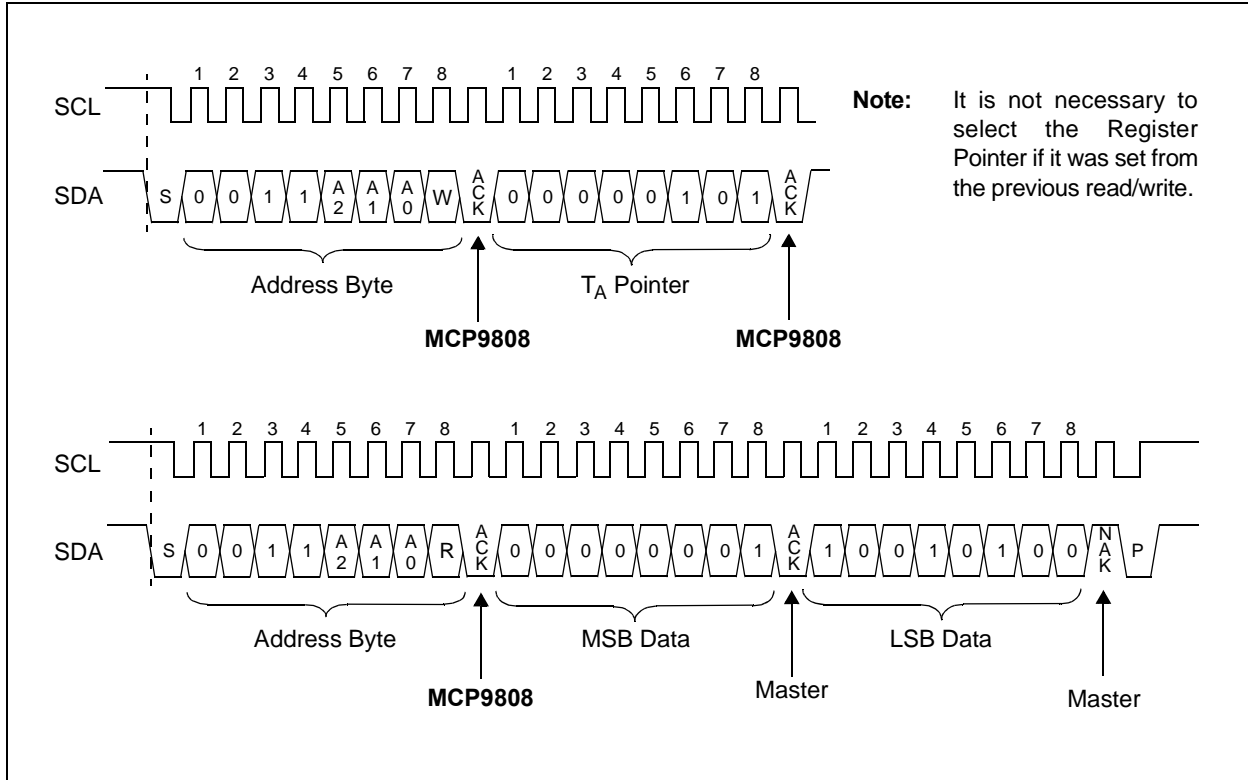 1 2 3 4 5 6 7 8 1 2 3 4 5 6 7 8
SCL
SDA
S 0 0 1 1 A2 A1 A0 W ACK 0 0 0 0 0 1 0 1 ACK
Address Byte
TA Pointer
MCP9808
MCP9808
Note: It is not necessary to
select the Register
Pointer if it was set from
the previous read/write.
1 2 3 4 5 6 7 8 1 2 3 4 5 6 7 8 1 2 3 4 5 6 7 8
SCL
SDA
S 0 0 1 1 A2 A1 A0 R ACK 0 0 0 0 0 0 0 1 ACK 1 0 0 1 0 1 0 0 NAK P
Address Byte
MSB Data
LSB Data
MCP9808
Master
Master